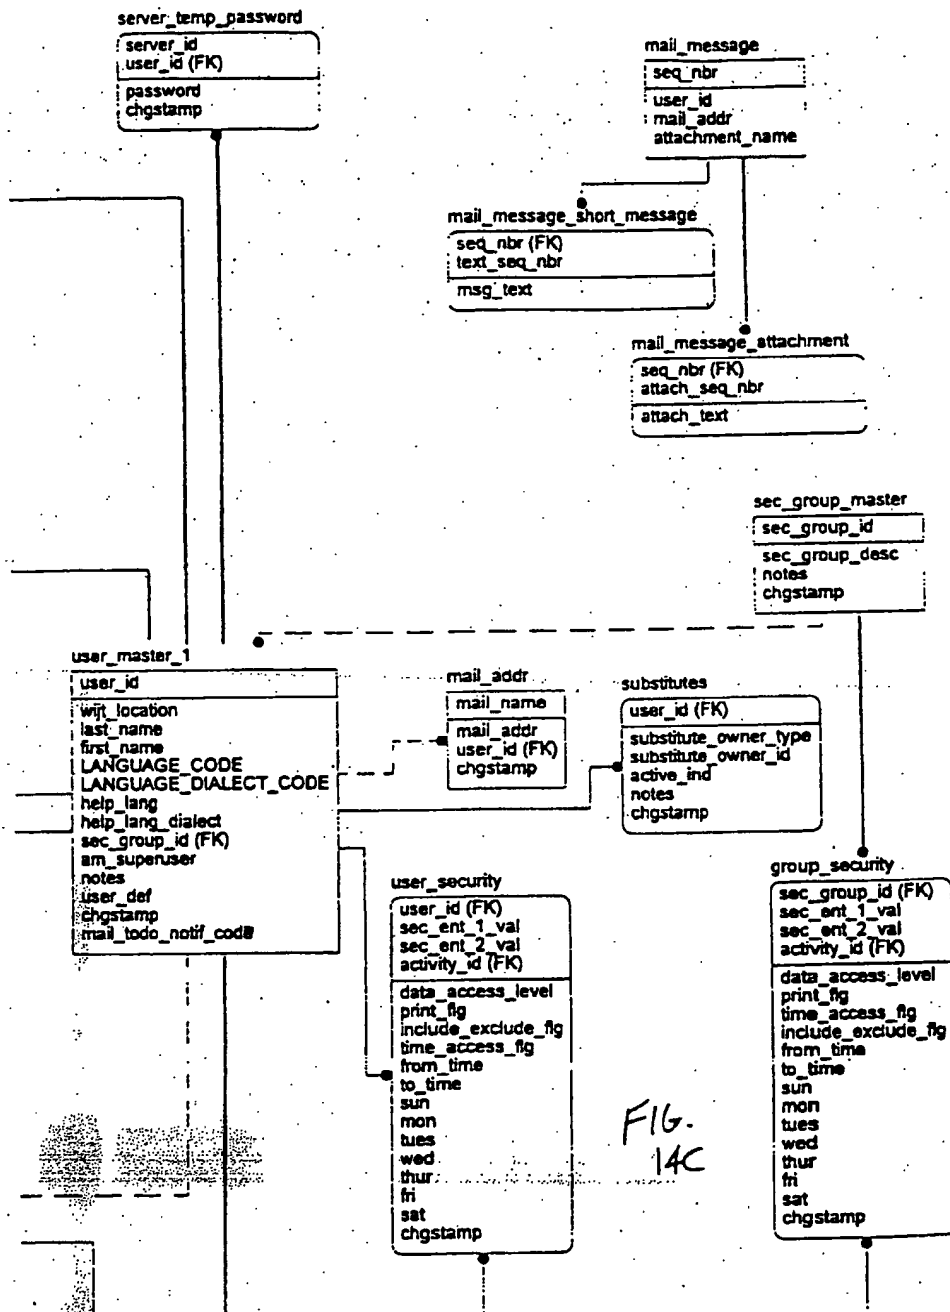 server_temp_password
server_id
user_id (FK)
password
chgstamp
mail_message
seq_nbr
user_id
mail_addr
attachment_name
mail_message_short_message
seq_nbr (FK)
text_seq_nbr
msg_text
mail_message_attachment
seq_nbr (FK)
attach_seq_nbr
attach_text
sec_group_master
sec_group_id
sec_group_desc
notes
chgstamp
user_master_1
user_id
last_name
first_name
LANGUAGE_CODE
LANGUAGE_DIALECT_CODE
help_lang
help_lang_dialect
sec_group_id (FK)
am_superuser
notes
user_def
chgstamp
mail_todo_notif_code
mail_addr
mail_name
mail_addr
user_id (FK)
chgstamp
substitutes
user_id (FK)
substitute_owner_type
substitute_owner_id
active_ind
notes
chgstamp
user_security
user_id (FK)
sec_ent_1_val
sec_ent_2_val
activity_id (FK)
data_access_level
print_flg
include_exclude_flg
time_access_flg
from_time
to_time
sun
mon
tues
wed
thur
fri
sat
chgstamp
group_security
sec_group_id (FK)
sec_ent_1_val
sec_ent_2_val
activity_id (FK)
data_access_level
print_flg
time_access_flg
include_exclude_flg
from_time
to_time
sun
mon
tues
wed
thur
fri
sat
chgstamp
FIG.
14C